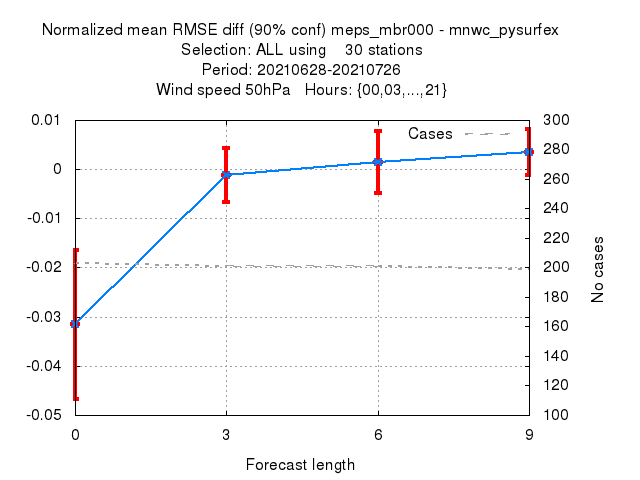 Normalized mean RMSE diff (90% conf) meps_mbr000 - mnwc_pysurfex
Selection: ALL using 30 stations
Period: 20210628-20210726
Wind speed 50hPa Hours: {00,03,...,21}
Cases
0.01
0
-0.01
-0.02
-0.03
-0.04
-0.05
300
280
260
240
220
200
180
160
140
120
100
No cases
0 3 6 9
Forecast length